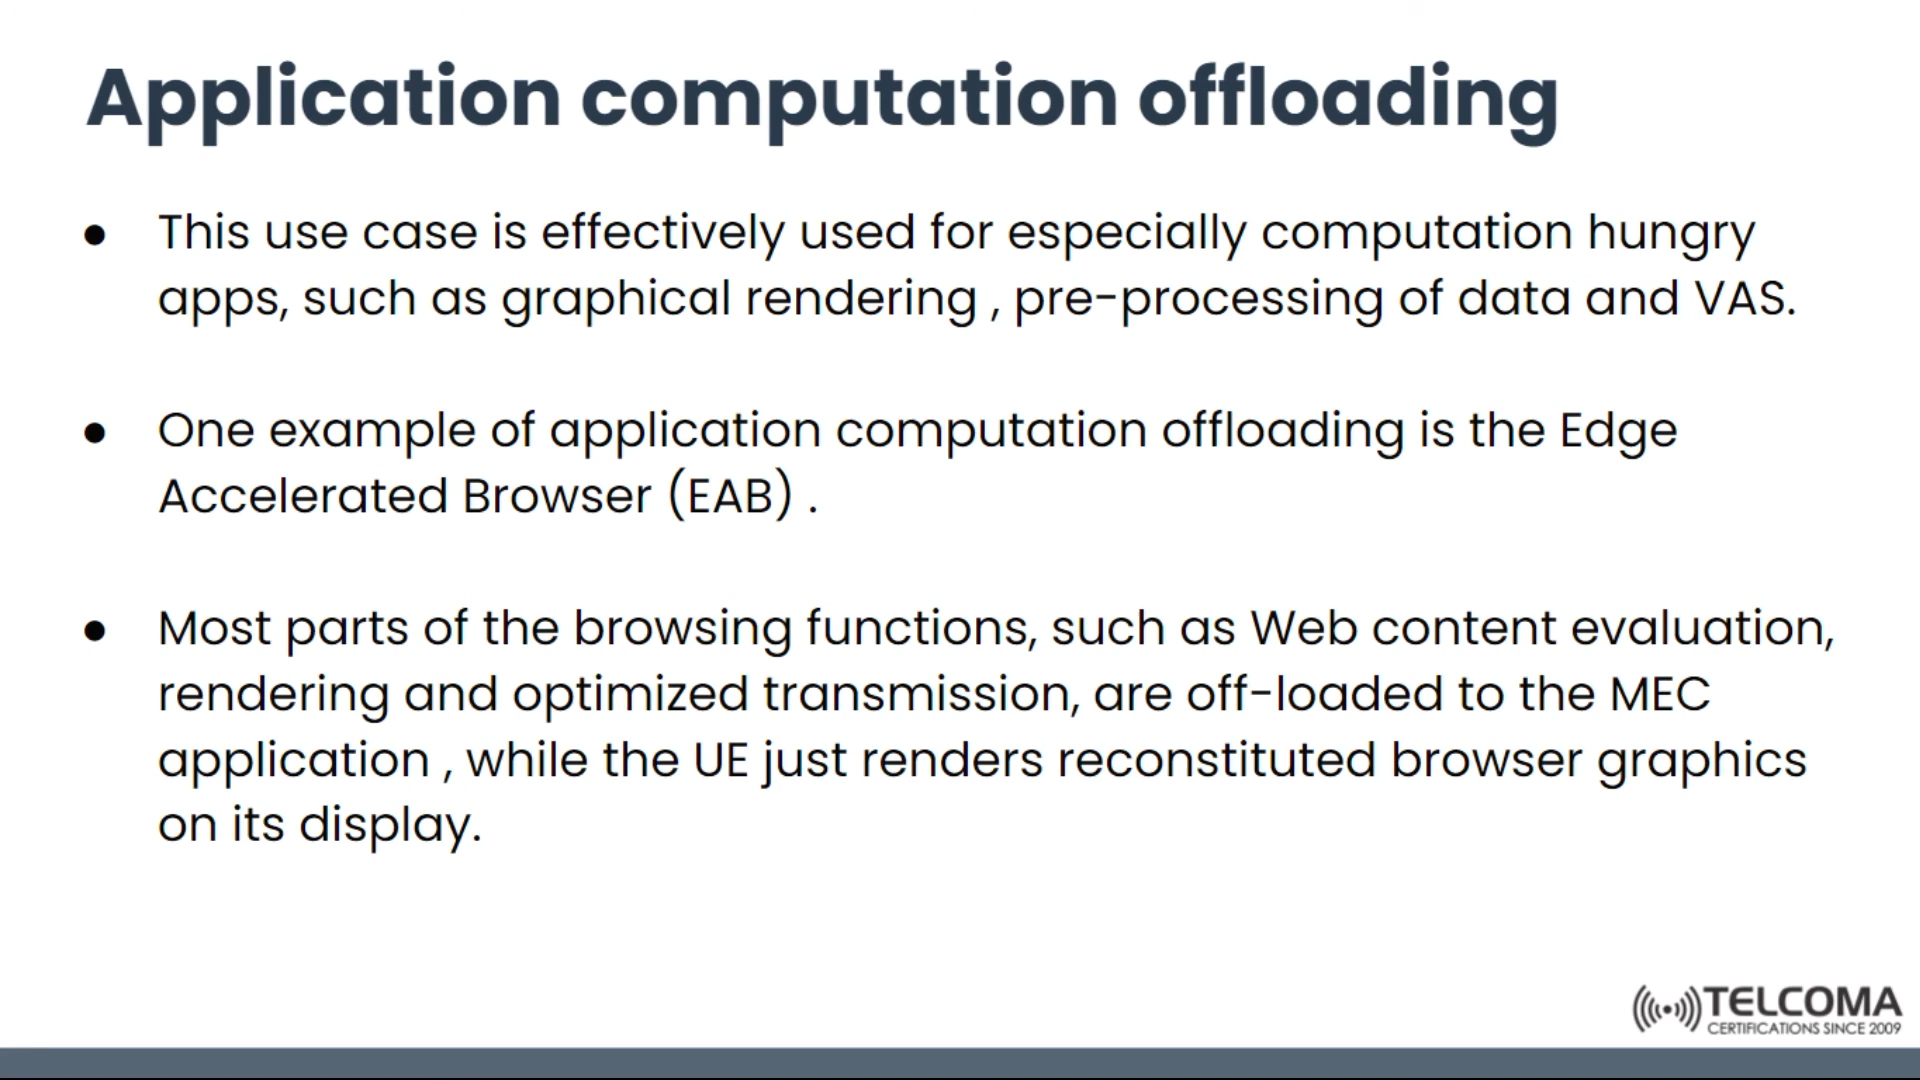 Application computation offloading
● This use case is effectively used for especially computation hungry
apps, such as graphical rendering , pre-processing of data and VAS.
● One example of application computation offloading is the Edge
Accelerated Browser (EAB) .
● Most parts of the browsing functions, such as Web content evaluation,
rendering and optimized transmission, are off-loaded to the MEC
application , while the UE just renders reconstituted browser graphics
on its display.
TELCOMA
CERTIFICATIONS SINCE 2009